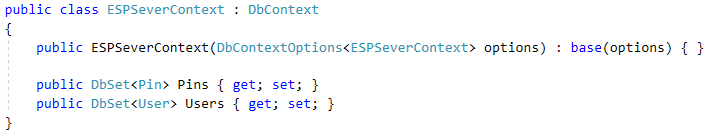 public class ESPSeverContext : DbContext
{
    public ESPSeverContext(DbContextOptions<ESPSeverContext> options) : base(options) { }
    public DbSet<Pin> Pins { get; set; }
    public DbSet<User> Users { get; set; }
}